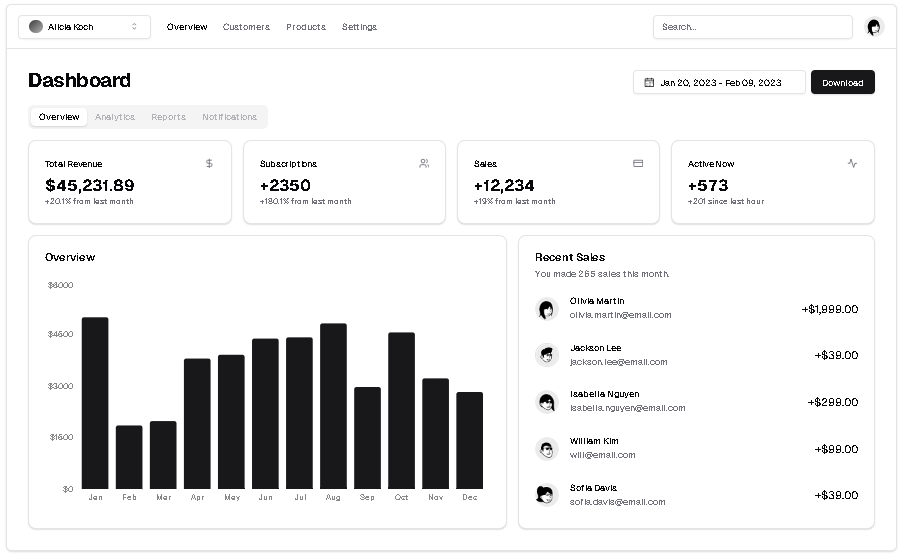 Alicia Koch
Overview Customers Products Settings
Search...
Dashboard
Jan 20, 2023 - Feb 09, 2023
Download
Overview Analytics Reports Notifications
Total Revenue
$45,231.89
+20.1% from last month
Subscriptions
+2350
+180.1% from last month
Sales
+12,234
+19% from last month
Active Now
+573
+201 since last hour
Overview
$6000
$4500
$3000
$1500
$0
Jan Feb Mar Apr May Jun Jul Aug Sep Oct Nov Dec
Recent Sales
You made 265 sales this month.
Olivia Martin
olivia.martin@email.com
+$1,999.00
Jackson Lee
jackson.lee@email.com
+$39.00
Isabella Nguyen
isabella.nguyen@email.com
+$299.00
William Kim
will@email.com
+$99.00
Sofia Davis
sofia.davis@email.com
+$39.00